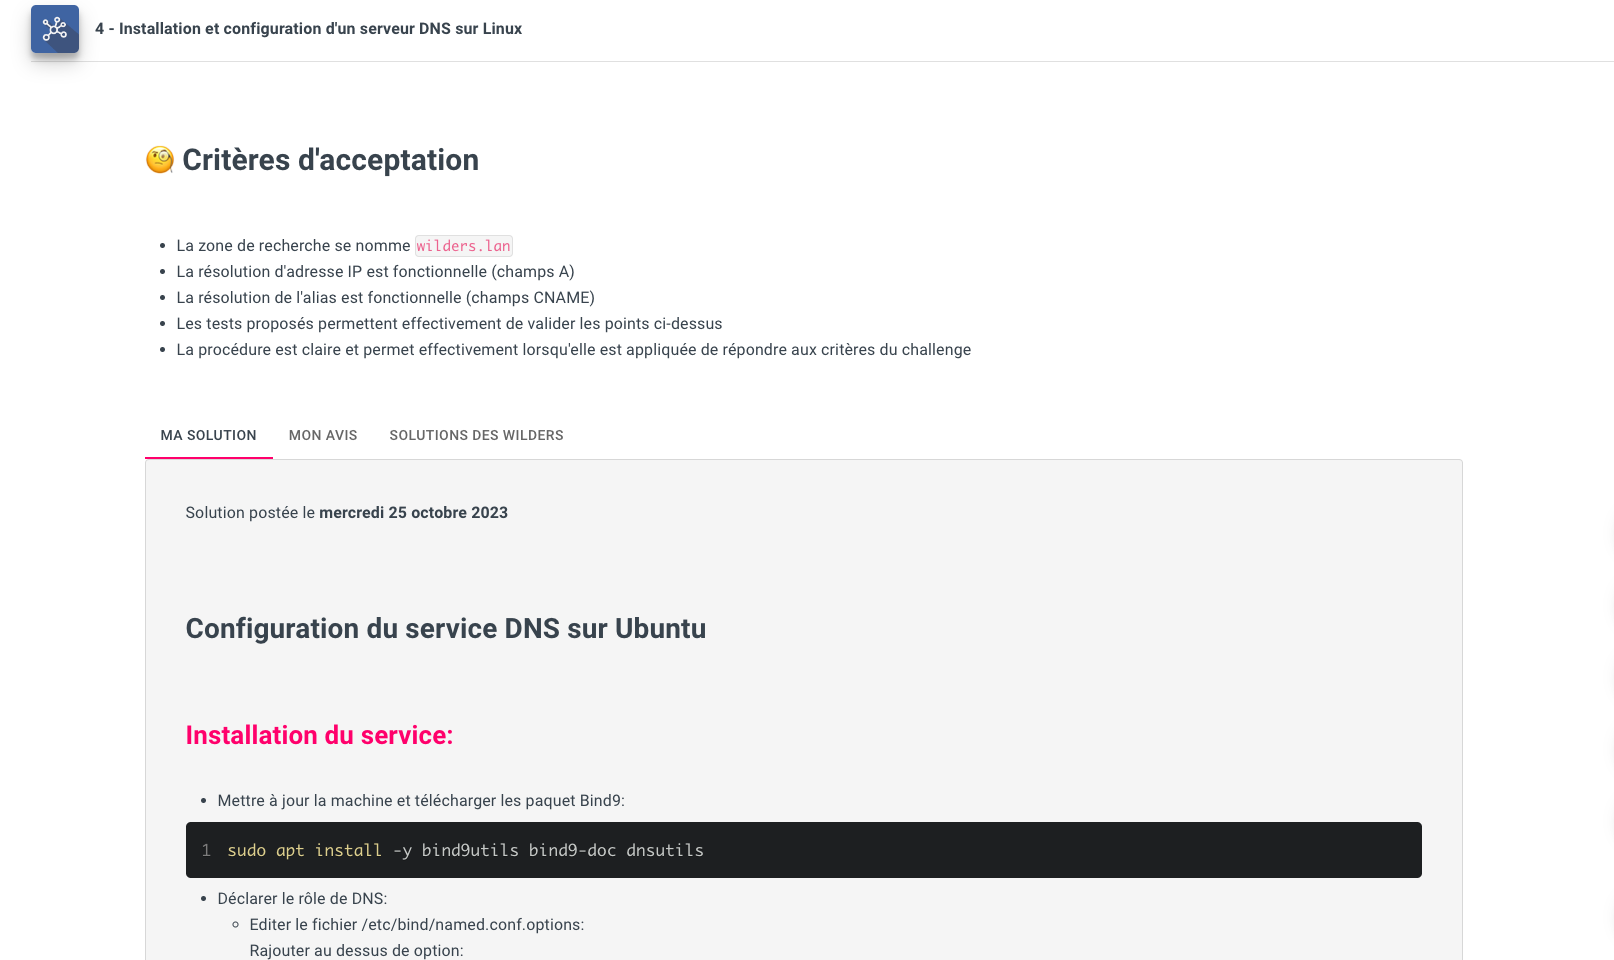 4 - Installation et configuration d'un serveur DNS sur Linux
🧐 Critères d'acceptation
La zone de recherche se nomme wilders.lan
La résolution d'adresse IP est fonctionnelle (champs A)
La résolution de l'alias est fonctionnelle (champs CNAME)
Les tests proposés permettent effectivement de valider les points ci-dessus
La procédure est claire et permet effectivement lorsqu'elle est appliquée de répondre aux critères du challenge
MA SOLUTION MON AVIS SOLUTIONS DES WILDERS
Solution postée le mercredi 25 octobre 2023
Configuration du service DNS sur Ubuntu
Installation du service:
Mettre à jour la machine et télécharger les paquet Bind9:
1 sudo apt install -y bind9utils bind9-doc dnsutils
Déclarer le rôle de DNS:
Editer le fichier /etc/bind/named.conf.options:
Rajouter au dessus de option: